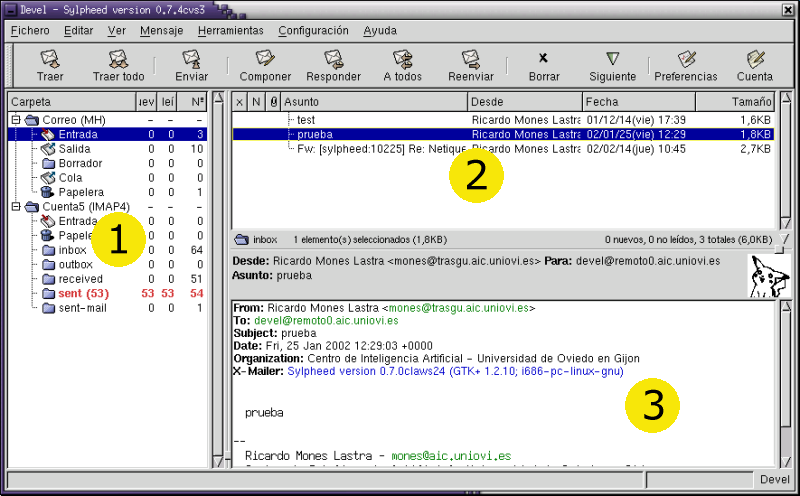 Devel - Sylpheed version 0.7.4cvs3
Fichero Editar Ver Mensaje Herramientas Configuración Ayuda
Traer Traer todo Enviar Componer Responder A todos Reenviar Borrar Siguiente Preferencias Cuenta
Carpeta uev leí Nº
Correo (MH) - - -
Entrada 0 0 3
Salida 0 0 10
Borrador 0 0 0
Cola 0 0 0
Papelera 0 0 1
Cuenta5 (IMAP4) - - -
Entrada 0 0
Papele 0 0
inbox 0 0 64
outbox 0 0 0
received 0 0 51
sent (53) 53 53 54
sent-mail 0 0 1
1
x N Asunto Desde Fecha Tamaño
test Ricardo Mones Lastra 01/12/14(vie) 17:39 1,6KB
prueba Ricardo Mones Lastra 02/01/25(vie) 12:29 1,8KB
Fw: [sylpheed:10225] Re: Netique Ricardo Mones Lastra 02/02/14(jue) 10:45 2,7KB
2
inbox 1 elemento(s) seleccionados (1,8KB) 0 nuevos, 0 no leídos, 3 totales (6,0KB)
Desde: Ricardo Mones Lastra <mones@trasgu.aic.uniovi.es> Para: devel@remoto0.aic.uniovi.es
Asunto: prueba
From: Ricardo Mones Lastra <mones@trasgu.aic.uniovi.es>
To: devel@remoto0.aic.uniovi.es
Subject: prueba
Date: Fri, 25 Jan 2002 12:29:03 +0000
Organization: Centro de Inteligencia Artificial - Universidad de Oviedo en Gijon
X-Mailer: Sylpheed version 0.7.0claws24 (GTK+ 1.2.10; i686-pc-linux-gnu)
prueba
3
--
Ricardo Mones Lastra - mones@aic.uniovi.es
Devel